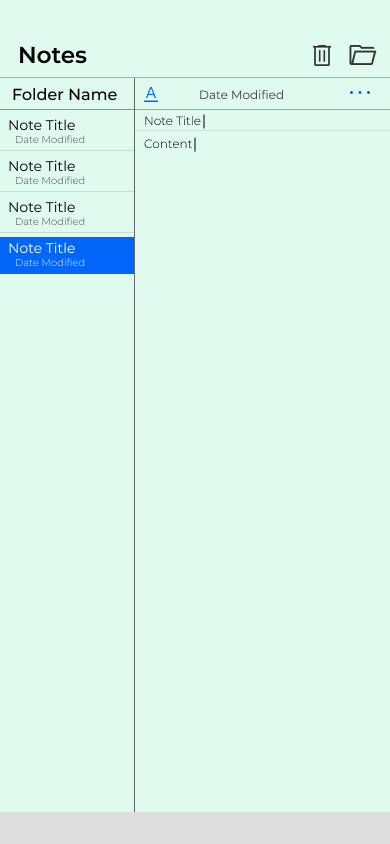 Notes
Folder Name
Note Title
Date Modified
Note Title
Date Modified
Note Title
Date Modified
Note Title
Date Modified
A
Date Modified
Note Title
Content